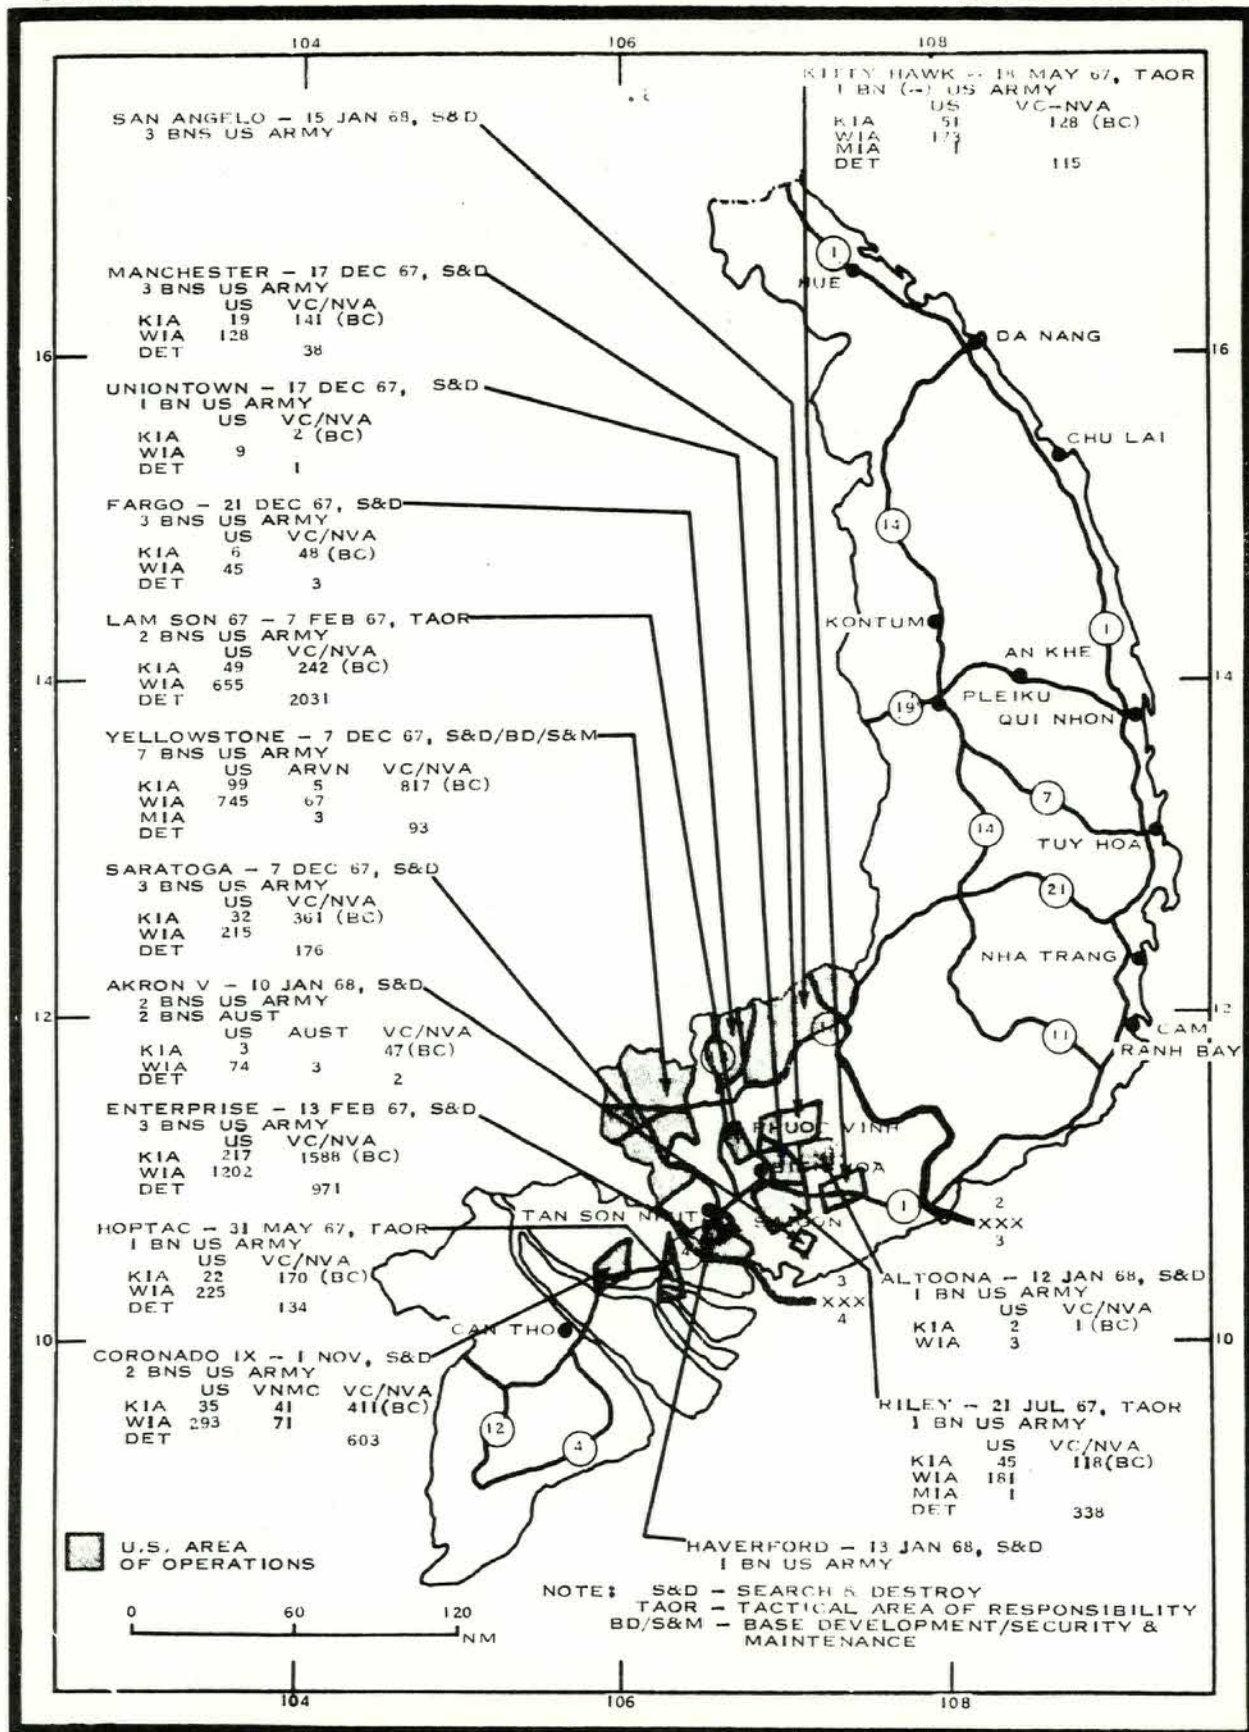 104 106 108
KITTY HAWK -- 18 MAY 67, TAOR
1 BN (-) US ARMY
US VC-NVA
KIA 51 128 (BC)
WIA 173
MIA 1
DET 115
SAN ANGELO - 15 JAN 68, S&D
3 BNS US ARMY
MANCHESTER - 17 DEC 67, S&D
3 BNS US ARMY
US VC/NVA
KIA 19 141 (BC)
WIA 128
DET 38
UNIONTOWN - 17 DEC 67, S&D
1 BN US ARMY
US VC/NVA
KIA 2 (BC)
WIA 9
DET 1
FARGO - 21 DEC 67, S&D
3 BNS US ARMY
US VC/NVA
KIA 6 48 (BC)
WIA 45
DET 3
LAM SON 67 - 7 FEB 67, TAOR
2 BNS US ARMY
US VC/NVA
KIA 49 242 (BC)
WIA 655
DET 2031
YELLOWSTONE - 7 DEC 67, S&D/BD/S&M
7 BNS US ARMY
US ARVN VC/NVA
KIA 99 5 817 (BC)
WIA 745 67
MIA 3
DET 93
SARATOGA - 7 DEC 67, S&D
3 BNS US ARMY
US VC/NVA
KIA 32 361 (BC)
WIA 215
DET 176
AKRON V - 10 JAN 68, S&D
2 BNS US ARMY
2 BNS AUST
US AUST VC/NVA
KIA 3 47(BC)
WIA 74 3
DET 2
ENTERPRISE - 13 FEB 67, S&D
3 BNS US ARMY
US VC/NVA
KIA 217 1588 (BC)
WIA 1202
DET 971
HOPTAC - 31 MAY 67, TAOR
1 BN US ARMY
US VC/NVA
KIA 22 170 (BC)
WIA 225
DET 134
CORONADO IX - 1 NOV, S&D
2 BNS US ARMY
US VNMC VC/NVA
KIA 35 41 411(BC)
WIA 293 71
DET 603
1
HUE
DA NANG
16 16
CHU LAI
14
KONTUM
1
AN KHE
14 14
PLEIKU
19
QUI NHON
7
14
TUY HOA
21
NHA TRANG
12 12
CAM
RANH BAY
11
PHUOC VINH
BIEN HOA
TAN SON NHUT
SAIGON
1
2
XXX
3
4
3
XXX
4
CAN THO
10 10
12
4
ALTOONA - 12 JAN 68, S&D
1 BN US ARMY
US VC/NVA
KIA 2 1 (BC)
WIA 3
RILEY - 21 JUL 67, TAOR
1 BN US ARMY
US VC/NVA
KIA 45 118(BC)
WIA 181
MIA 1
DET 338
HAVERFORD - 13 JAN 68, S&D
1 BN US ARMY
U.S. AREA
OF OPERATIONS
NOTE: S&D - SEARCH & DESTROY
TAOR - TACTICAL AREA OF RESPONSIBILITY
BD/S&M - BASE DEVELOPMENT/SECURITY &
MAINTENANCE
0 60 120
NM
104 106 108